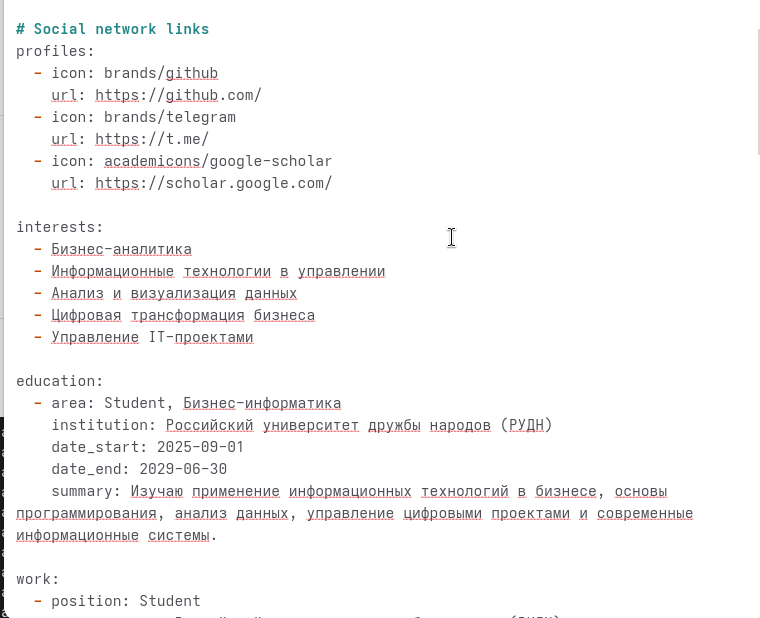 # Social network links
profiles:
  - icon: brands/github
    url: https://github.com/
  - icon: brands/telegram
    url: https://t.me/
  - icon: academicons/google-scholar
    url: https://scholar.google.com/

interests:
  - Бизнес-аналитика
  - Информационные технологии в управлении
  - Анализ и визуализация данных
  - Цифровая трансформация бизнеса
  - Управление IT-проектами

education:
  - area: Student, Бизнес-информатика
    institution: Российский университет дружбы народов (РУДН)
    date_start: 2025-09-01
    date_end: 2029-06-30
    summary: Изучаю применение информационных технологий в бизнесе, основы
программирования, анализ данных, управление цифровыми проектами и современные
информационные системы.

work:
  - position: Student